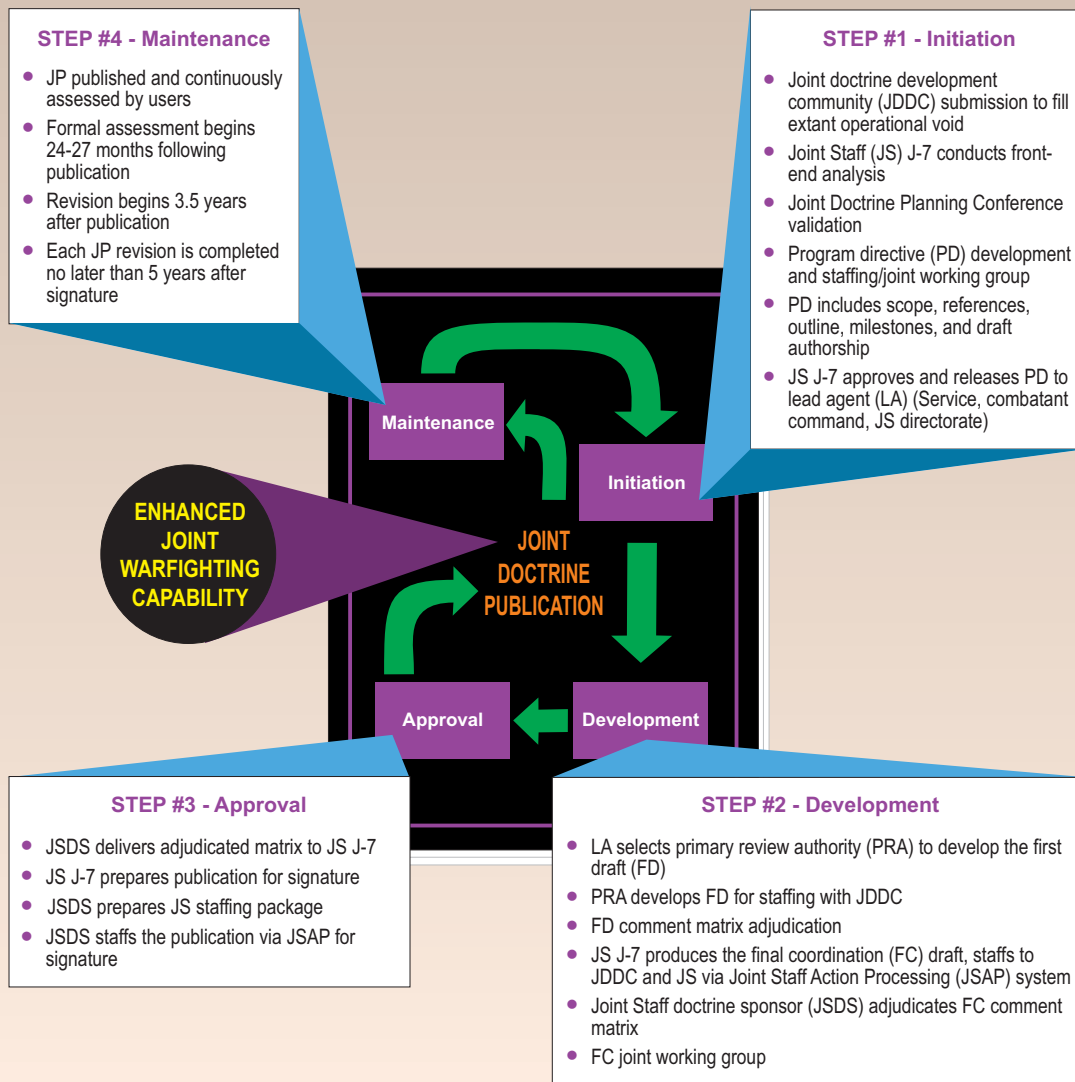 STEP #4 - Maintenance
• JP published and continuously
assessed by users
• Formal assessment begins
24-27 months following
publication
• Revision begins 3.5 years
after publication
• Each JP revision is completed
no later than 5 years after
signature
STEP #1 - Initiation
• Joint doctrine development
community (JDDC) submission to fill
extant operational void
• Joint Staff (JS) J-7 conducts front-
end analysis
• Joint Doctrine Planning Conference
validation
• Program directive (PD) development
and staffing/joint working group
• PD includes scope, references,
outline, milestones, and draft
authorship
• JS J-7 approves and releases PD to
lead agent (LA) (Service, combatant
command, JS directorate)
Maintenance
Initiation
ENHANCED
JOINT
WARFIGHTING
CAPABILITY
JOINT
DOCTRINE
PUBLICATION
Approval
Development
STEP #3 - Approval
• JSDS delivers adjudicated matrix to JS J-7
• JS J-7 prepares publication for signature
• JSDS prepares JS staffing package
• JSDS staffs the publication via JSAP for
signature
STEP #2 - Development
• LA selects primary review authority (PRA) to develop the first
draft (FD)
• PRA develops FD for staffing with JDDC
• FD comment matrix adjudication
• JS J-7 produces the final coordination (FC) draft, staffs to
JDDC and JS via Joint Staff Action Processing (JSAP) system
• Joint Staff doctrine sponsor (JSDS) adjudicates FC comment
matrix
• FC joint working group